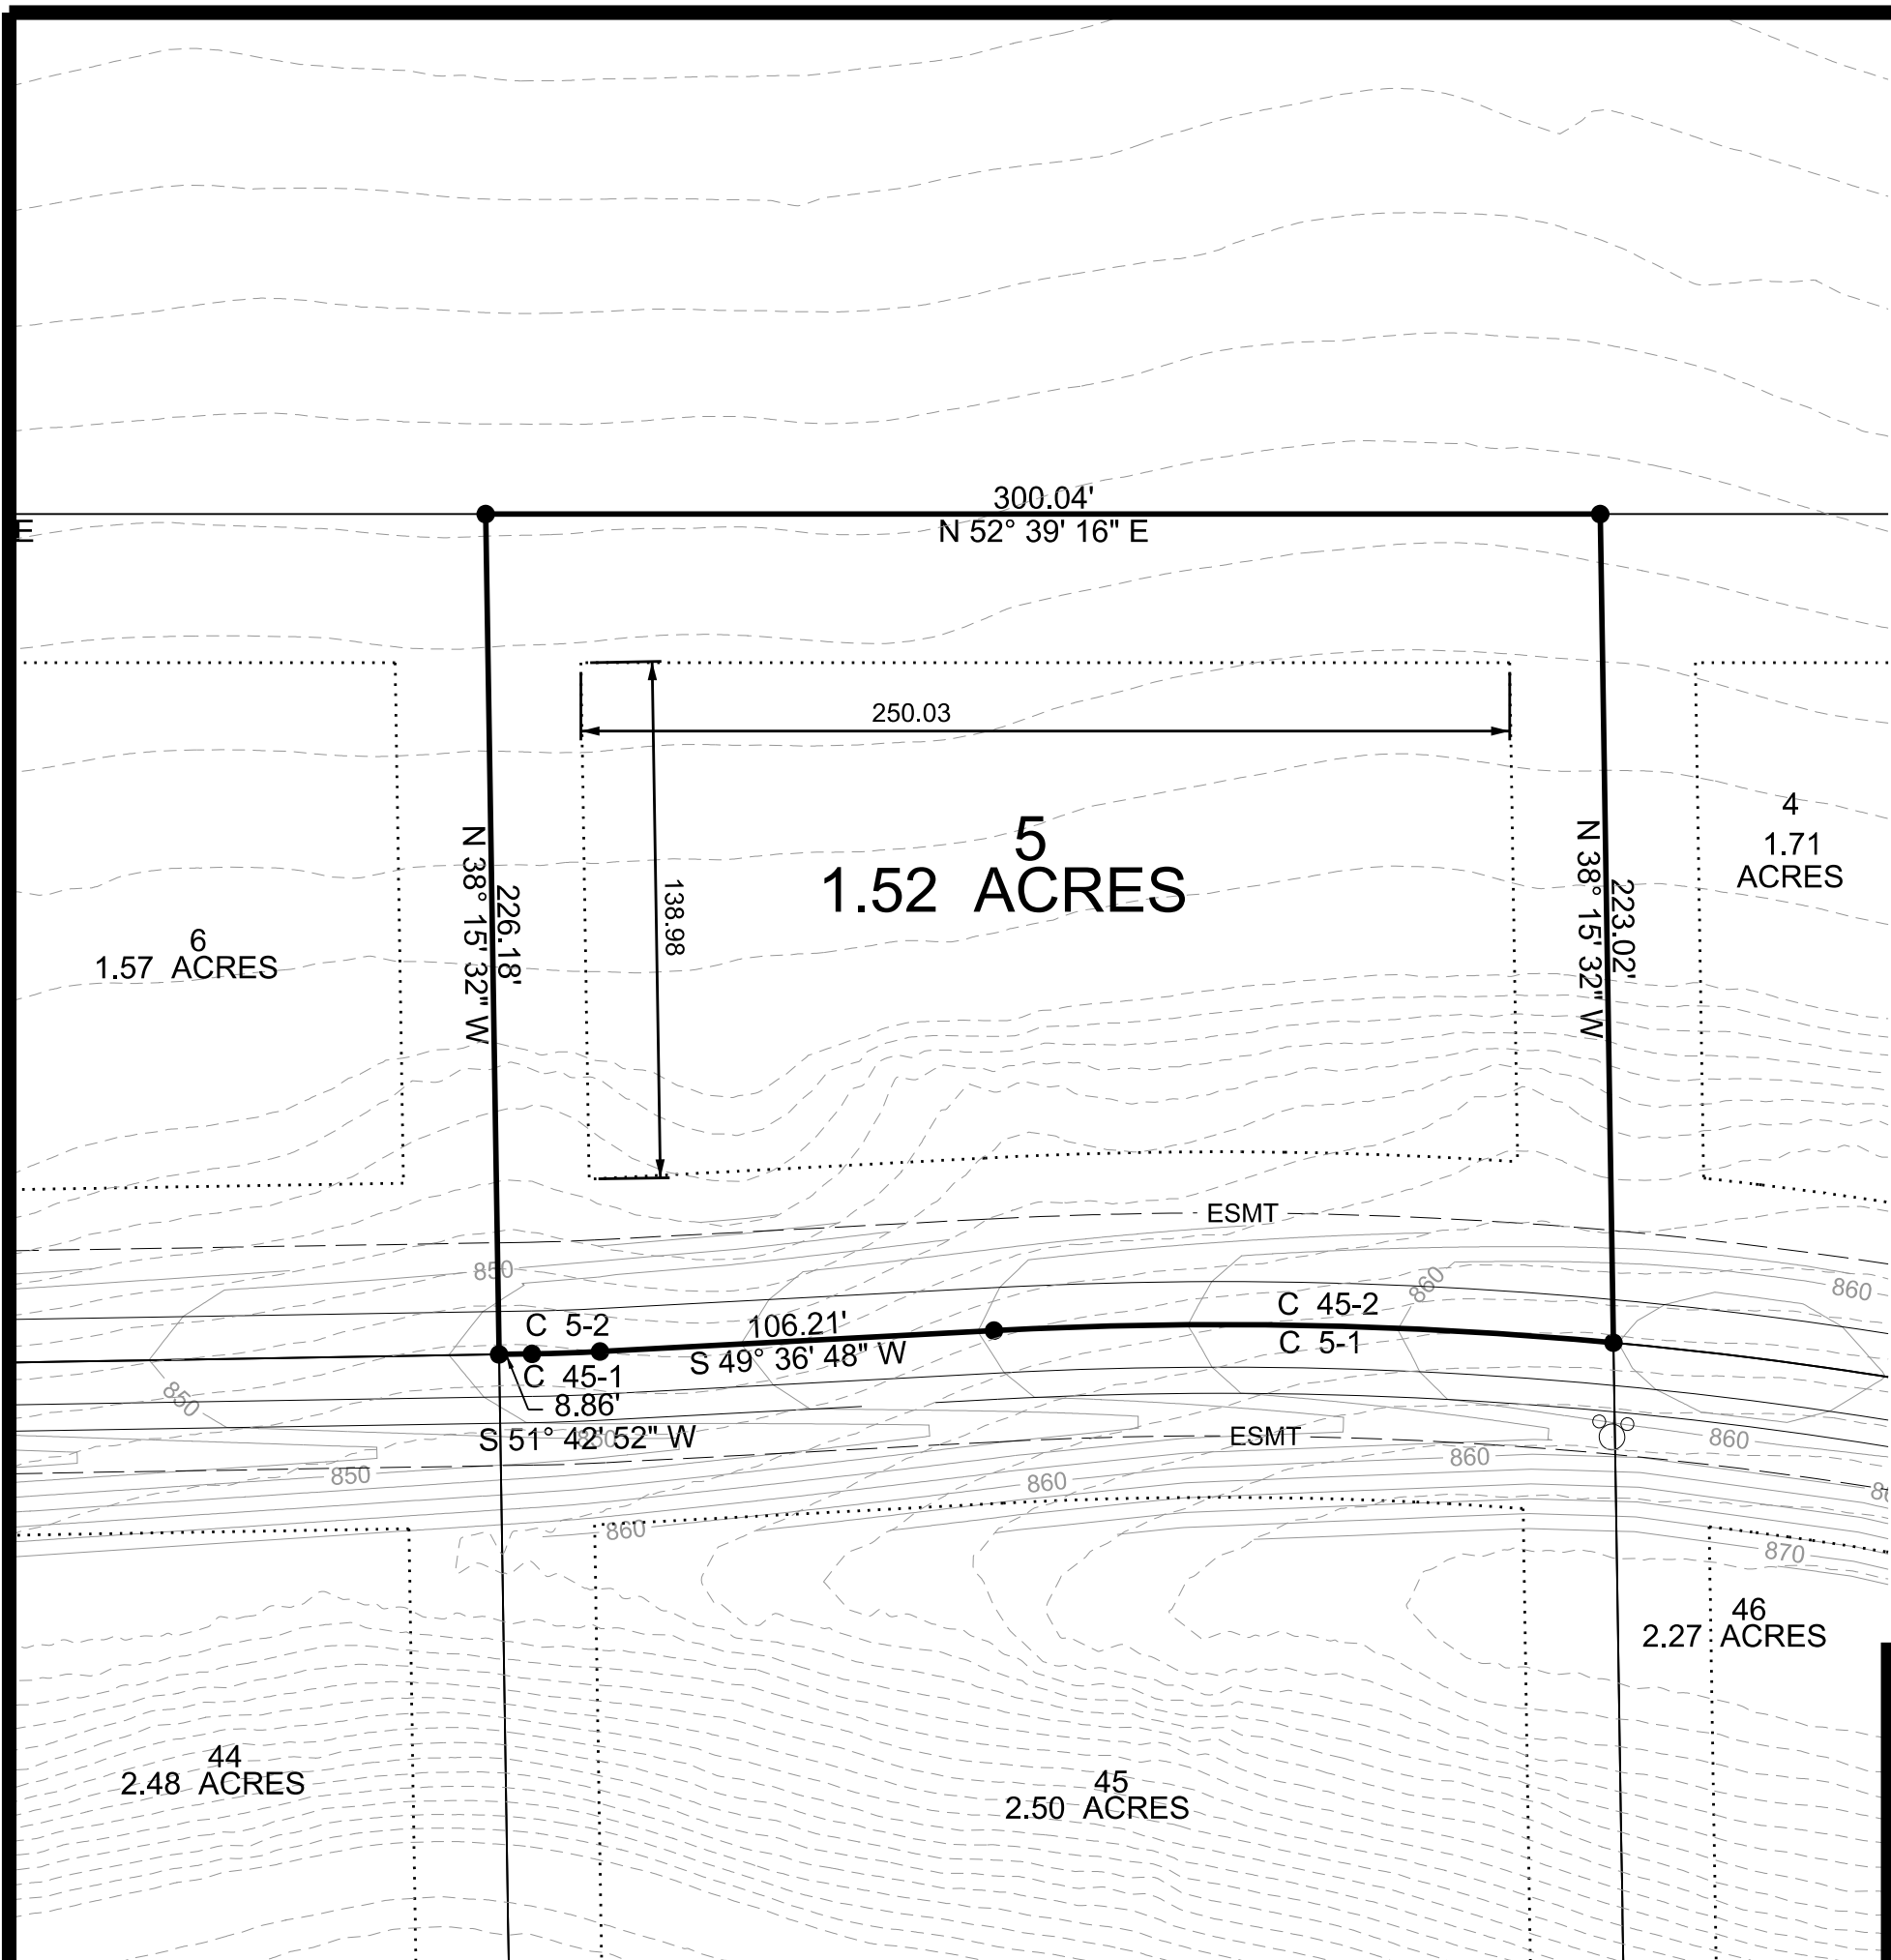 300.04'
N 52° 39' 16" E
E
250.03
5
1.52 ACRES
138.98
N 38° 15' 32" W
226.18'
N 38° 15' 32" W
223.02'
4
1.71
ACRES
6
1.57 ACRES
ESMT
850
860
860
C 5-2
106.21'
S 49° 36' 48" W
C 45-2
C 5-1
C 45-1
8.86'
S 51° 42' 52" W
850
850
850
ESMT
860
860
860
860
870
46
2.27 ACRES
44
2.48 ACRES
45
2.50 ACRES